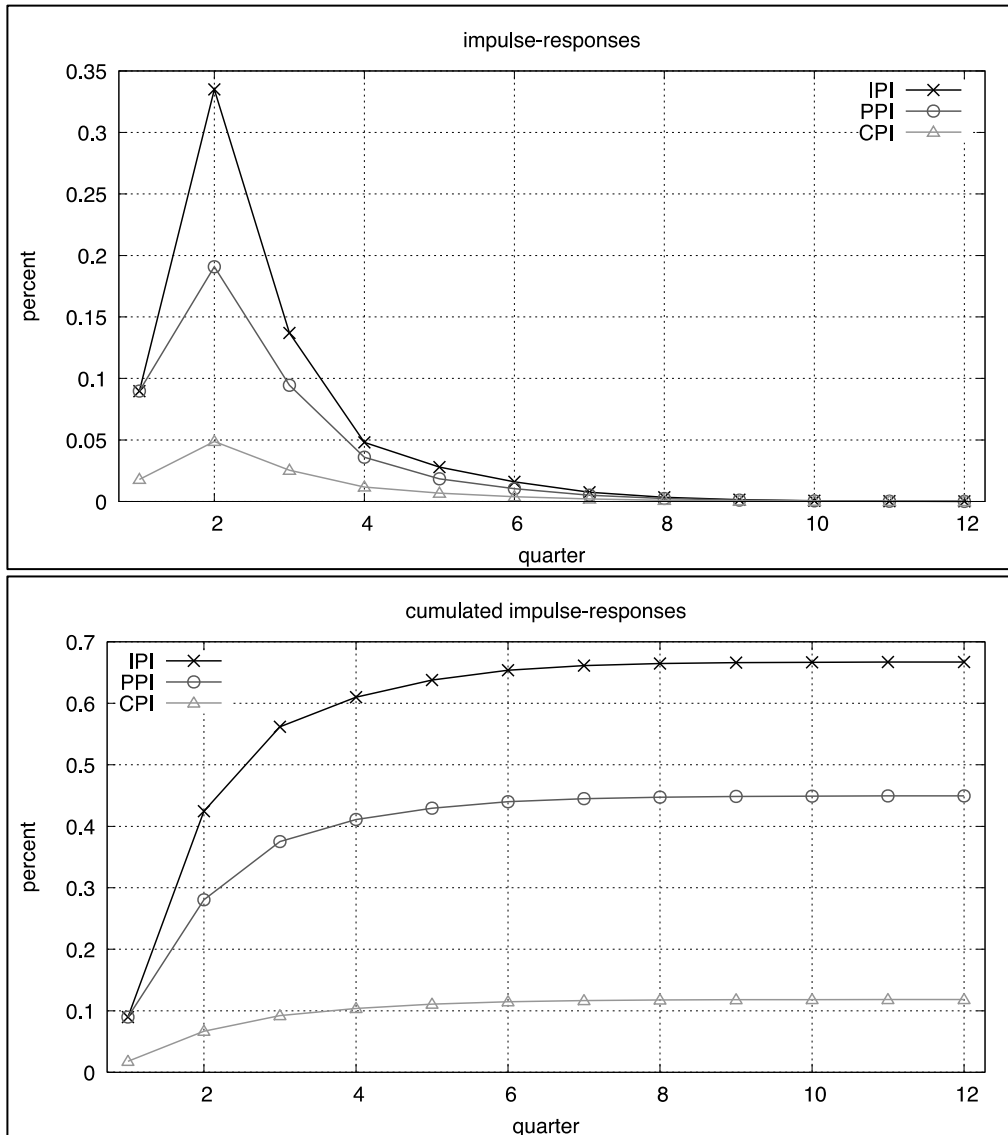 impulse-responses
0.35
0.3
0.25
0.2
0.15
0.1
0.05
0
percent
IPI
PPI
CPI
2 4 6 8 10 12
quarter
cumulated impulse-responses
0.7
0.6
0.5
0.4
0.3
0.2
0.1
0
percent
IPI
PPI
CPI
2 4 6 8 10 12
quarter